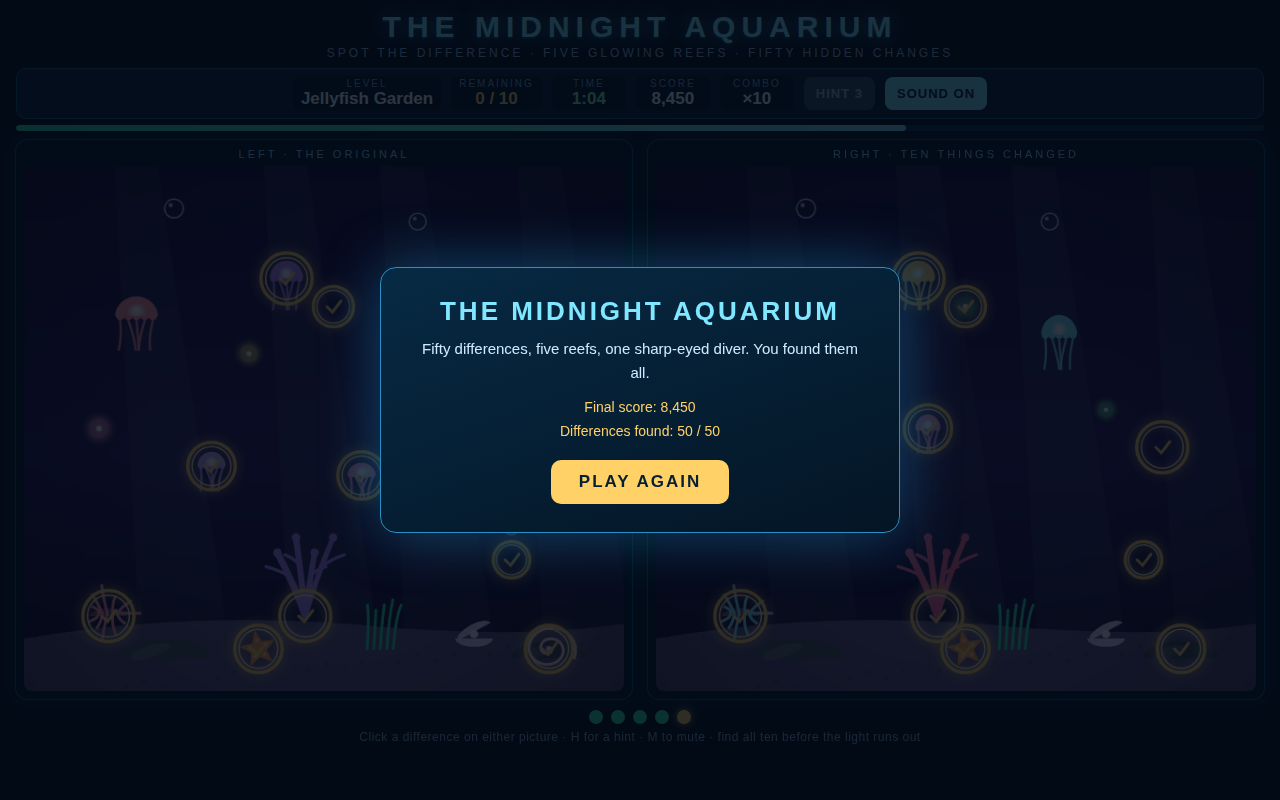 THE MIDNIGHT AQUARIUM
SPOT THE DIFFERENCE · FIVE GLOWING REEFS · FIFTY HIDDEN CHANGES
LEVEL
Jellyfish Garden
REMAINING
0 / 10
TIME
1:04
SCORE
8,450
COMBO
×10
HINT 3
SOUND ON
LEFT · THE ORIGINAL
RIGHT · TEN THINGS CHANGED
THE MIDNIGHT AQUARIUM
Fifty differences, five reefs, one sharp-eyed diver. You found them
all.
Final score: 8,450
Differences found: 50 / 50
PLAY AGAIN
Click a difference on either picture · H for a hint · M to mute · find all ten before the light runs out